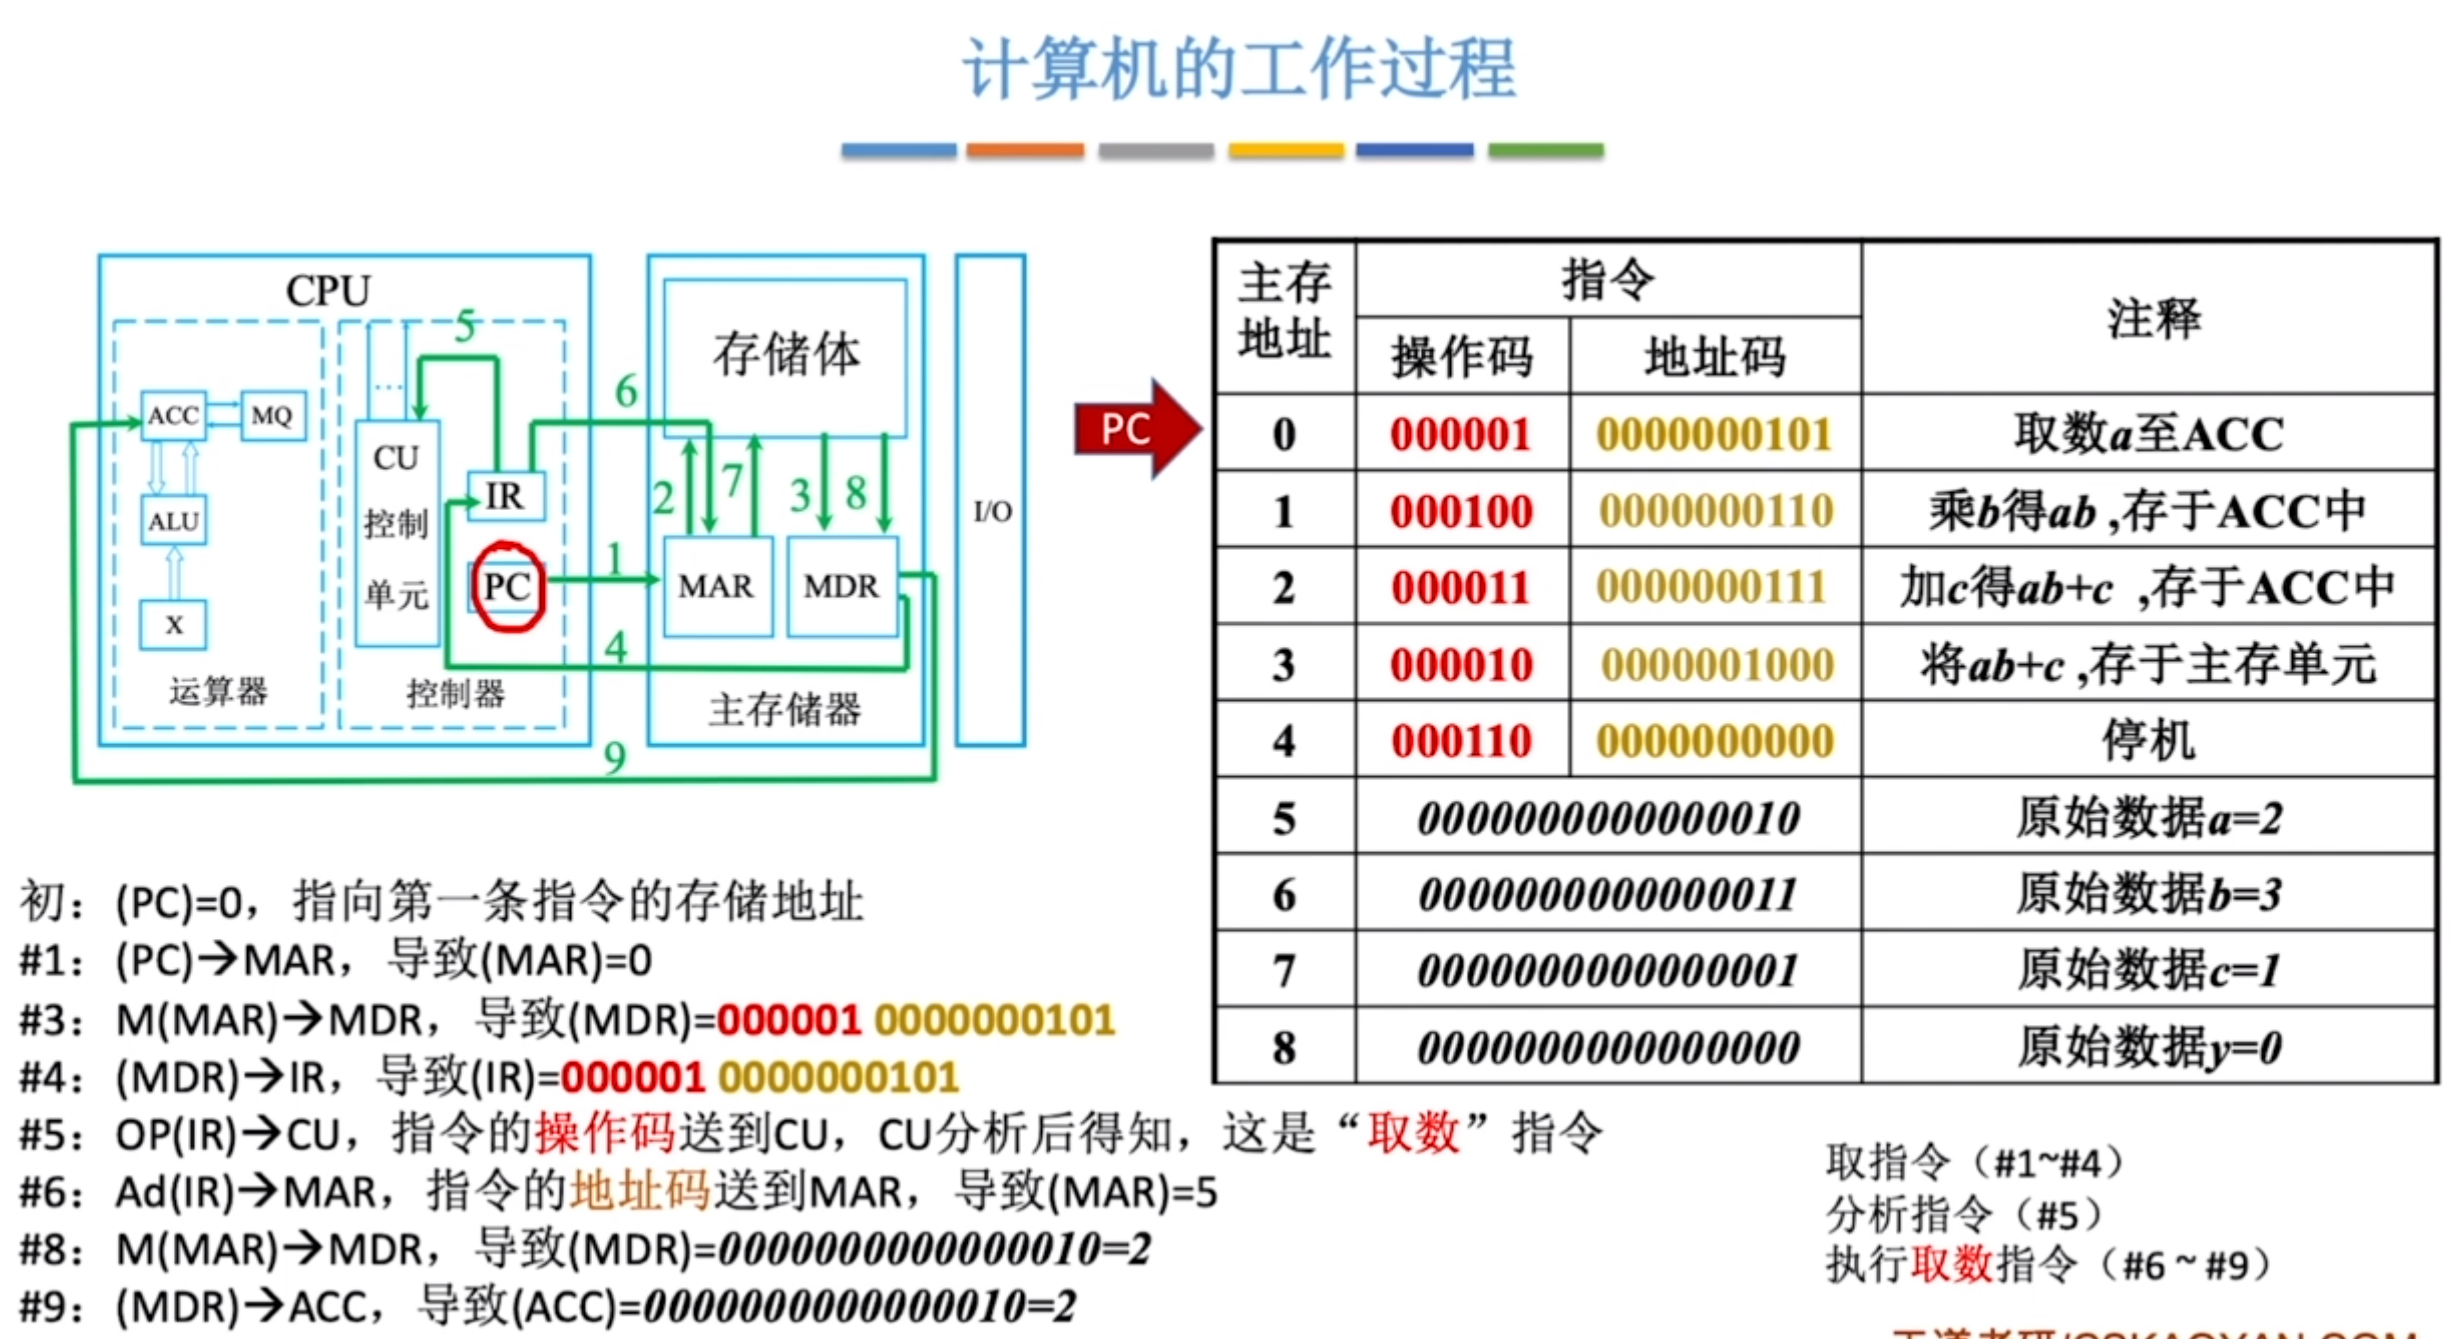 计算机的工作过程
CPU
5
6
ACC
MQ
CU
控制
单元
...
IR
PC
ALU
X
运算器
控制器
存储体
2
7
3
8
1
MAR
MDR
4
主存储器
9
I/O
PC
主存地址 指令 注释
操作码 地址码
0 000001 0000000101 取数a至ACC
1 000100 0000000110 乘b得ab ,存于ACC中
2 000011 0000000111 加c得ab+c ,存于ACC中
3 000010 0000001000 将ab+c ,存于主存单元
4 000110 0000000000 停机
5 0000000000000010 原始数据a=2
6 0000000000000011 原始数据b=3
7 0000000000000001 原始数据c=1
8 0000000000000000 原始数据y=0
初：(PC)=0，指向第一条指令的存储地址
#1：(PC)→MAR，导致(MAR)=0
#3：M(MAR)→MDR，导致(MDR)=000001 0000000101
#4：(MDR)→IR，导致(IR)=000001 0000000101
#5：OP(IR)→CU，指令的操作码送到CU，CU分析后得知，这是“取数”指令
#6：Ad(IR)→MAR，指令的地址码送到MAR，导致(MAR)=5
#8：M(MAR)→MDR，导致(MDR)=0000000000000010=2
#9：(MDR)→ACC，导致(ACC)=0000000000000010=2
取指令（#1~#4）
分析指令（#5）
执行取数指令（#6 ~ #9）